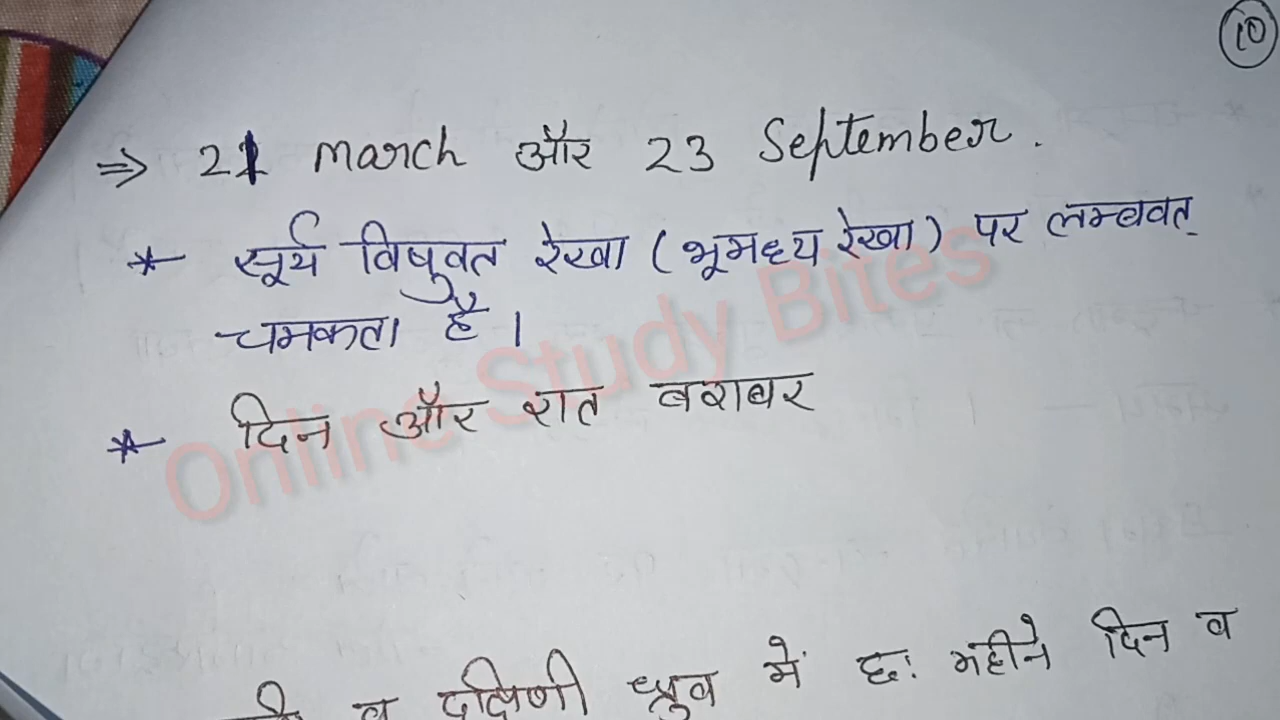 10
⇒ 21 March और 23 September.
* सूर्य विषुवत रेखा (भूमध्य रेखा) पर लम्बवत्
चमकता है।
* दिन और रात बराबर
Online Study Bites
व दक्षिणी ध्रुव में छः महीने दिन व